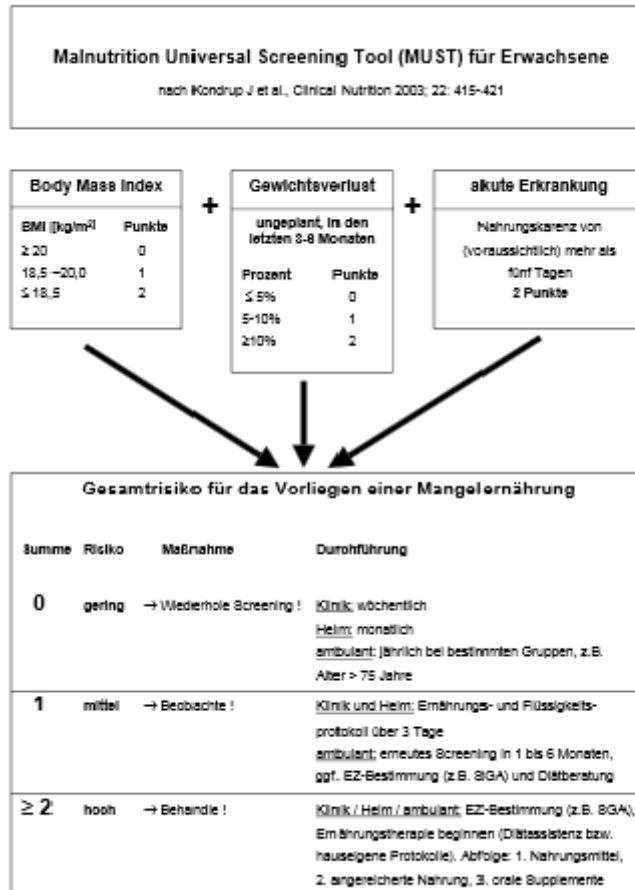 Malnutrition Universal Screening Tool (MUST) für Erwachsene
nach Kondrup J et al., Clinical Nutrition 2003; 22: 415-421
Body Mass Index
BMI [kg/m²] Punkte
≥ 20 0
18,5 –20,0 1
≤ 18,5 2
+
Gewichtsverlust
ungeplant, in den
letzten 3-6 Monaten
Prozent Punkte
≤ 5% 0
5-10% 1
≥10% 2
+
akute Erkrankung
Nahrungskarenz von
(voraussichtlich) mehr als
fünf Tagen
2 Punkte
Gesamtrisiko für das Vorliegen einer Mangelernährung
Summe Risiko Maßnahme Durchführung
0 gering → Wiederhole Screening ! Klinik: wöchentlich
Heim: monatlich
ambulant: jährlich bei bestimmten Gruppen, z.B.
Alter > 75 Jahre
1 mittel → Beobachte ! Klinik und Heim: Ernährungs- und Flüssigkeits-
protokoll über 3 Tage
ambulant: erneutes Screening in 1 bis 6 Monaten,
ggf. EZ-Bestimmung (z.B. SGA) und Diätberatung
≥ 2 hoch → Behandle ! Klinik / Heim / ambulant: EZ-Bestimmung (z.B. SGA),
Ernährungstherapie beginnen (Diätassistenz bzw.
hauseigene Protokolle). Abfolge: 1. Nahrungsmittel,
2. angereicherte Nahrung, 3. orale Supplemente